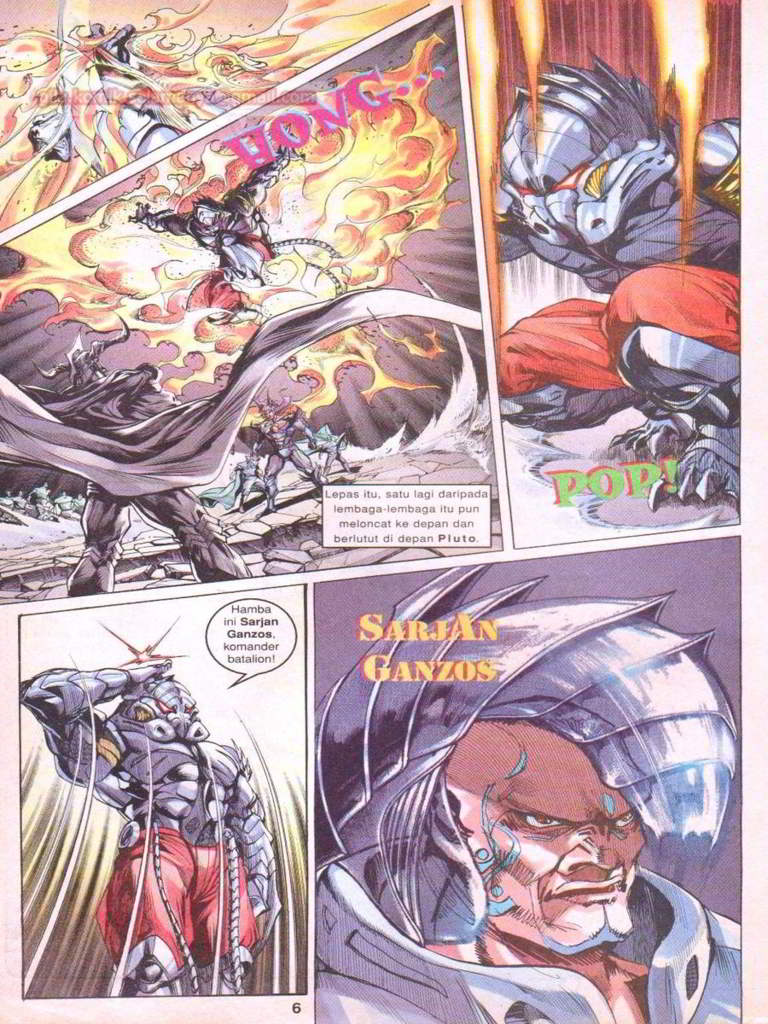 HONG...
Lepas itu, satu lagi daripada
lembaga-lembaga itu pun
meloncat ke depan dan
berlutut di depan Pluto.
POP!
Hamba
ini Sarjan
Ganzos,
komander
batalion!
SARJAN
GANZOS
6